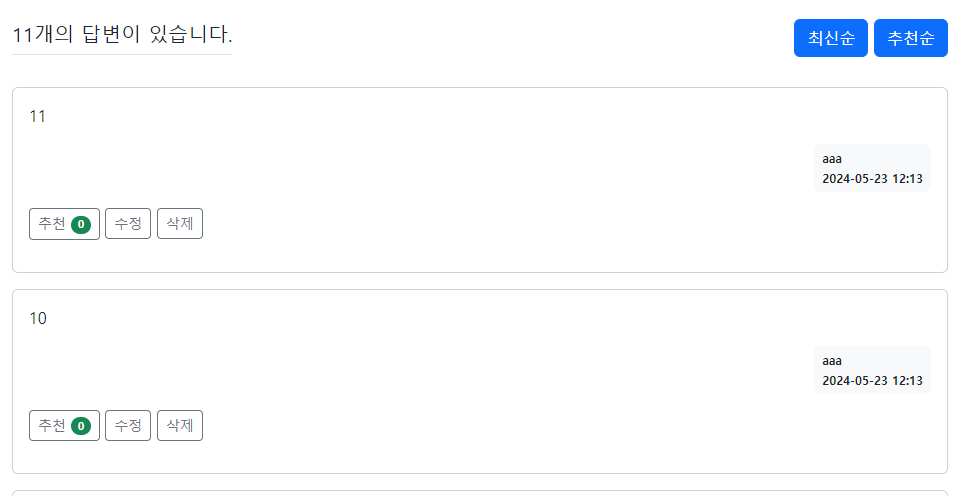 11개의 답변이 있습니다.
최신순 추천순
11
aaa
2024-05-23 12:13
추천 0 수정 삭제
10
aaa
2024-05-23 12:13
추천 0 수정 삭제